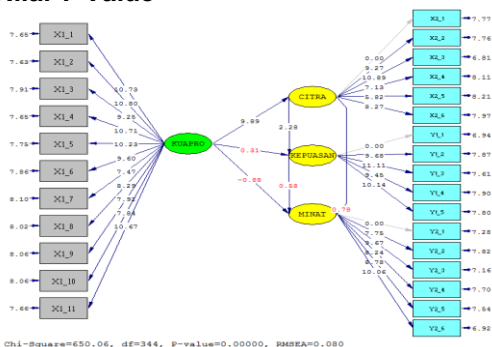 7.65 X1_1
7.63 X1_2
7.91 X1_3
7.65 X1_4
7.75 X1_5
7.86 X1_6
8.10 X1_7
8.02 X1_8
8.06 X1_9
8.06 X1_10
7.68 X1_11
10.73
10.80
9.25
10.71
10.23
9.60
7.47
8.29
7.92
7.84
10.67
KUAPRO
9.89
0.31
-0.08
CITRA
2.28
KEPUASAN
0.58
MINAT
0.78
0.00
9.27
10.89
7.13
5.82
8.27
0.00
9.68
11.11
9.45
10.14
0.00
7.75
9.67
8.24
8.78
10.06
X2_1 7.77
X2_2 7.76
X2_3 6.81
X2_4 8.11
X2_5 8.21
X2_6 7.97
Y1_1 6.94
Y1_2 7.87
Y1_3 7.61
Y1_4 7.90
Y1_5 7.80
Y2_1 7.28
Y2_2 7.82
Y2_3 7.16
Y2_4 7.70
Y2_5 7.54
Y2_6 6.92
Chi-Square=650.06, df=344, P-value=0.00000, RMSEA=0.080